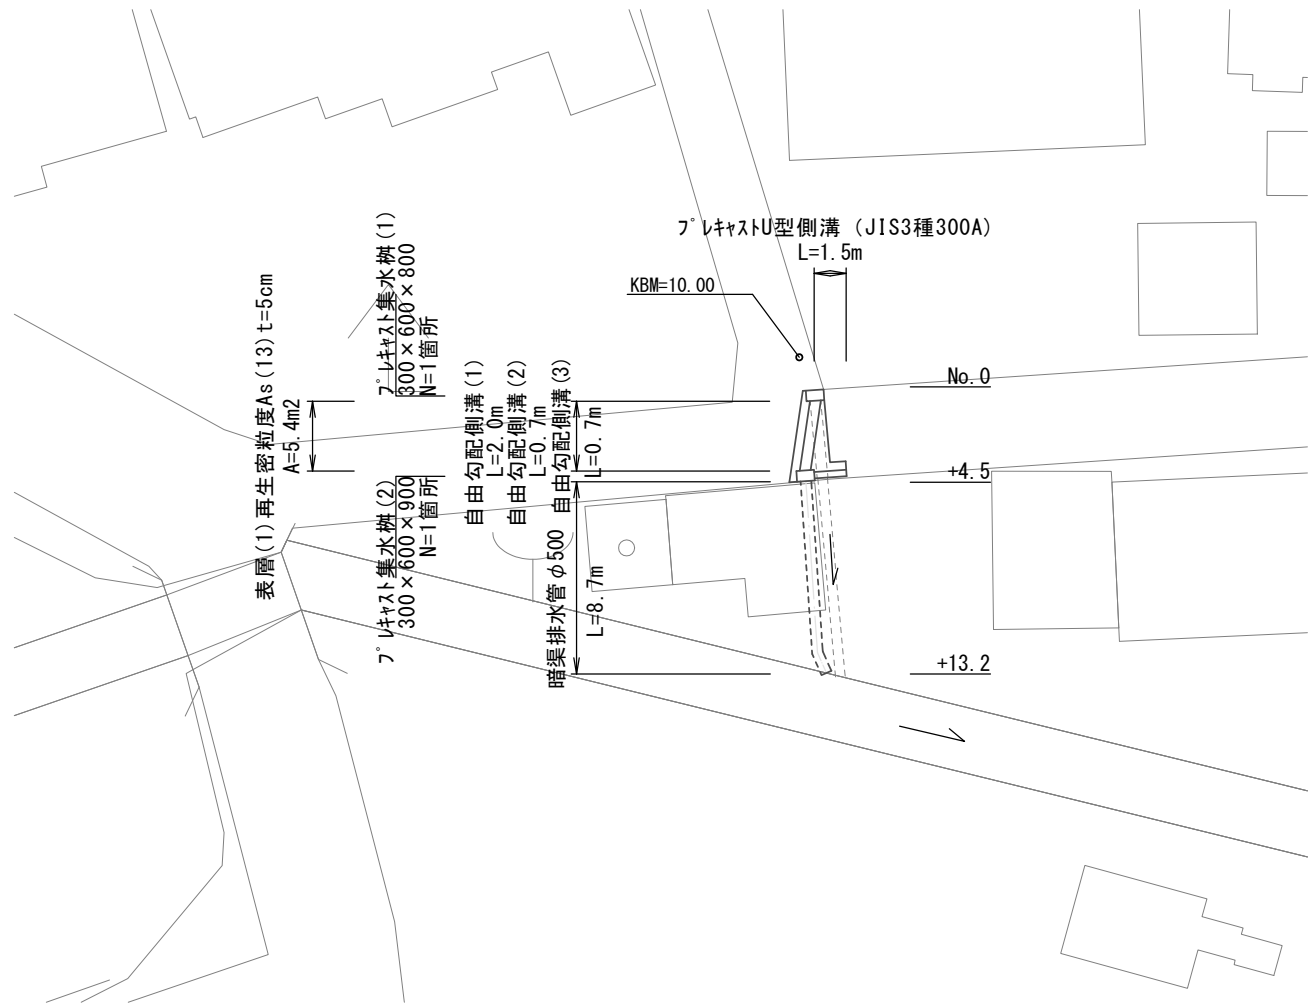 ﾌﾟﾚｷｬｽﾄU型側溝 (JIS3種300A)
L=1.5m
KBM=10.00
No.0
+4.5
+13.2
表層(1)再生密粒度As(13)t=5cm
A=5.4m2
ﾌﾟﾚｷｬｽﾄ集水桝(1)
300×600×800
N=1箇所
ﾌﾟﾚｷｬｽﾄ集水桝(2)
300×600×900
N=1箇所
自由勾配側溝(1)
L=2.0m
自由勾配側溝(2)
L=0.7m
自由勾配側溝(3)
L=0.7m
暗渠排水管φ500
L=8.7m